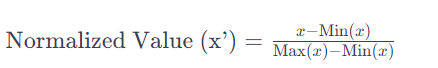 Normalized Value (x’) = x−Min(x) / Max(x)−Min(x)